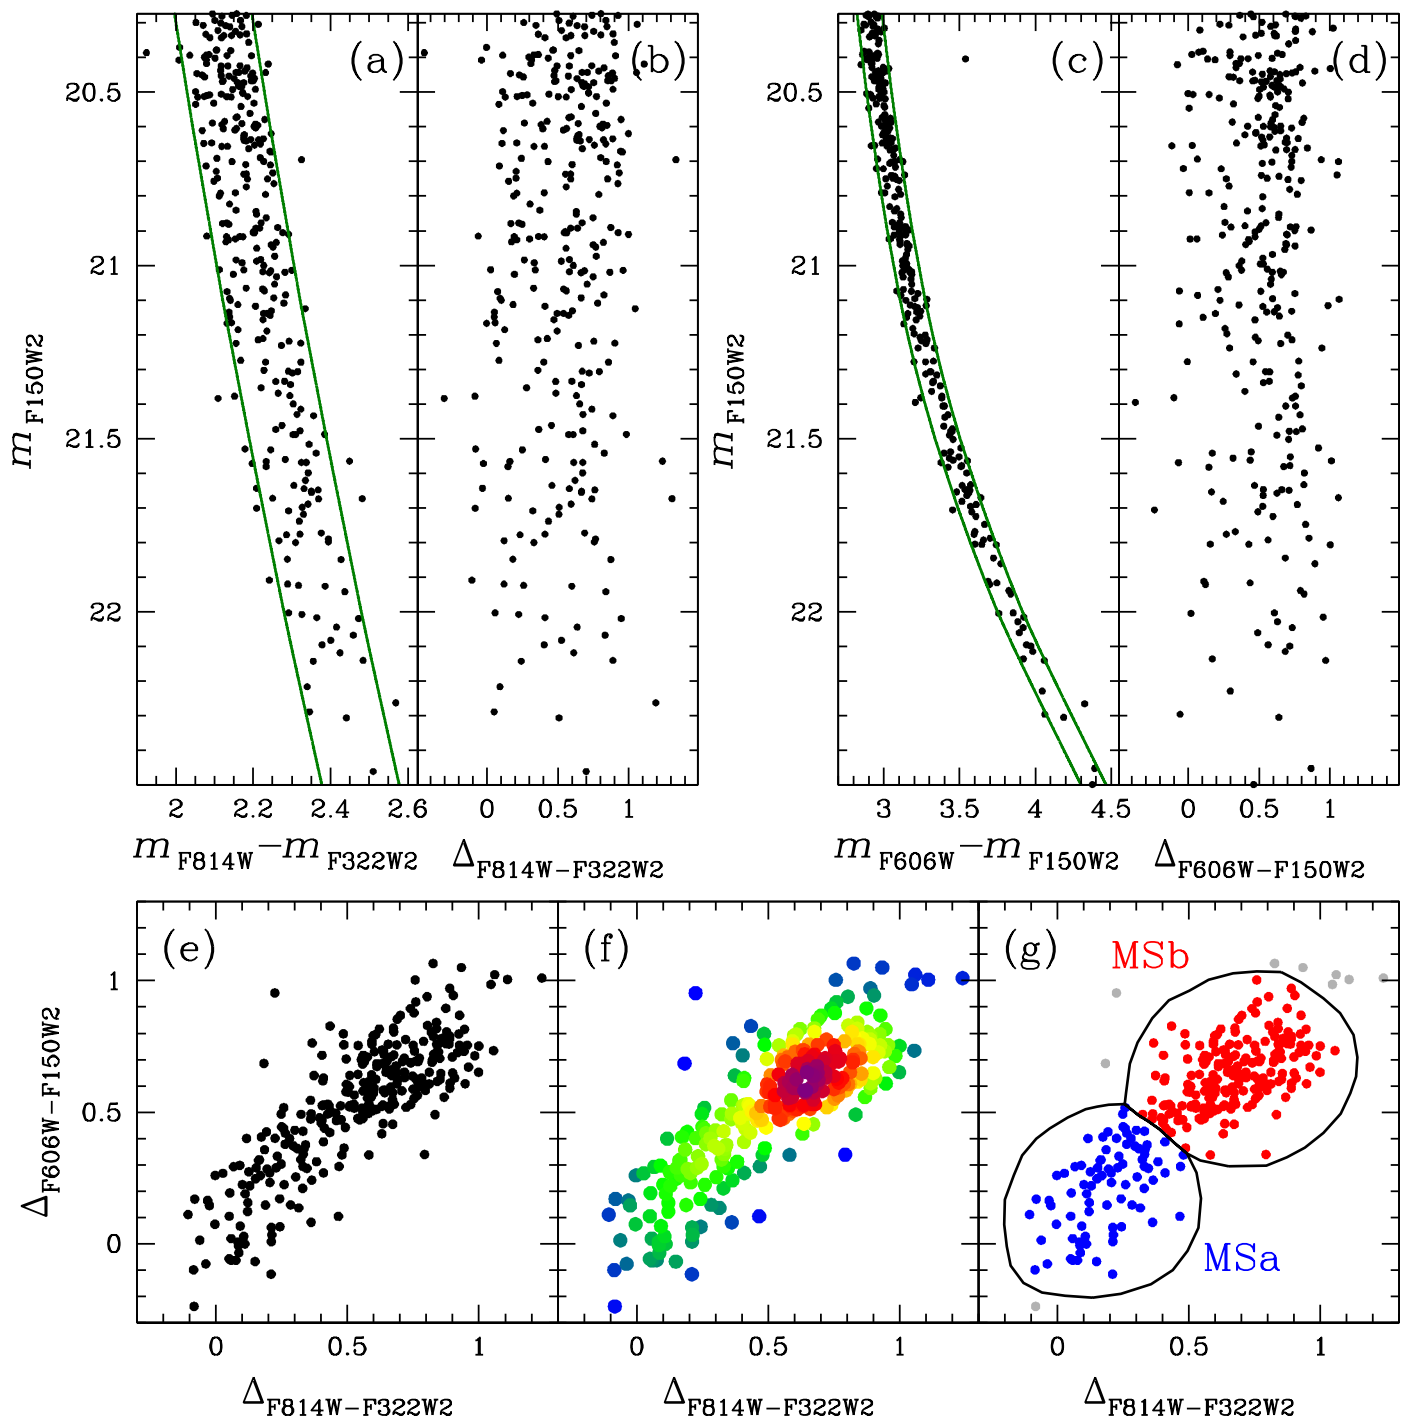 (a)
(b)
(c)
(d)
20.5
21
21.5
22
m F150W2
20.5
21
21.5
22
m F150W2
2 2.2 2.4 2.6
0 0.5 1
3 3.5 4 4.5
0 0.5 1
m F814W−m F322W2
Δ F814W−F322W2
m F606W−m F150W2
Δ F606W−F150W2
(e)
(f)
(g)
MSb
MSa
1
0.5
0
Δ F606W−F150W2
0 0.5 1
0 0.5 1
0 0.5 1
Δ F814W−F322W2
Δ F814W−F322W2
Δ F814W−F322W2